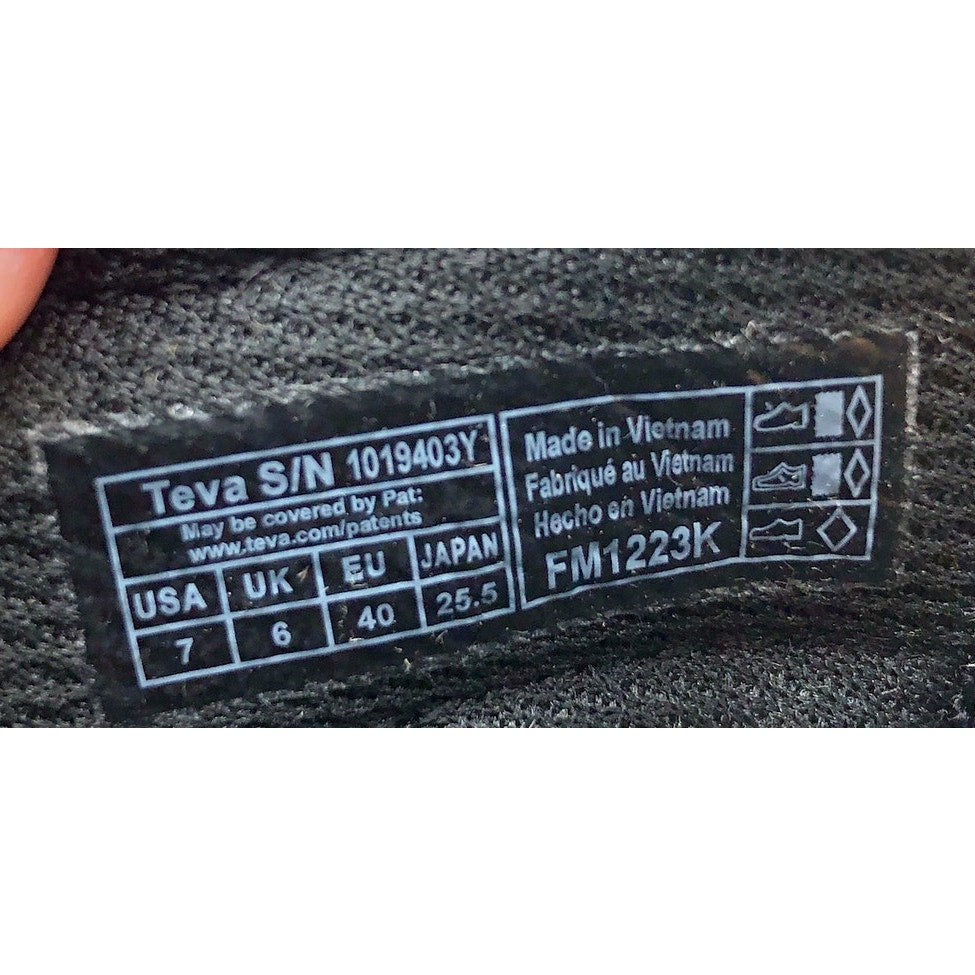 Teva S/N 1019403Y
May be covered by Pat:
www.teva.com/patents
USA UK EU JAPAN
7 6 40 25.5
Made in Vietnam
Fabriqué au Vietnam
Hecho en Vietnam
FM1223K